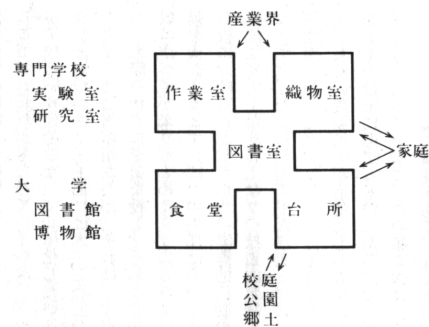 産業界
専門学校
実験室
研究室
作業室
織物室
図書室
家庭
大学
図書館
博物館
食堂
台所
校庭
公園
郷土